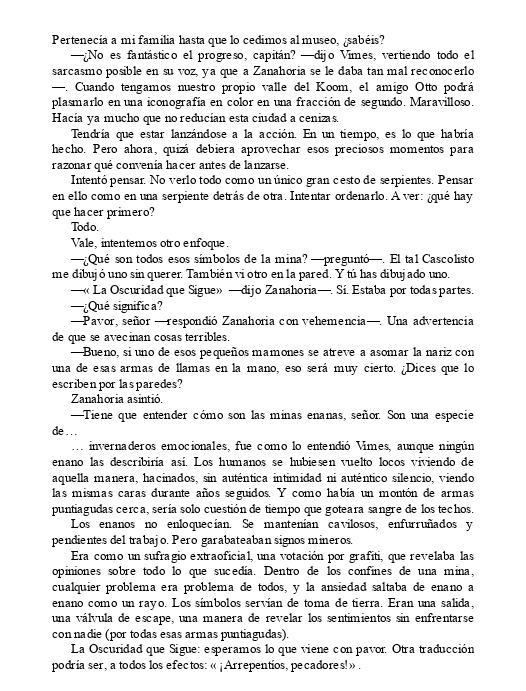 Pertenecía a mi familia hasta que lo cedimos al museo, ¿sabéis?
—¿No es fantástico el progreso, capitán? —dijo Vimes, vertiendo todo el
sarcasmo posible en su voz, ya que a Zanahoria se le daba tan mal reconocerlo
—. Cuando tengamos nuestro propio valle del Koom, el amigo Otto podrá
plasmarlo en una iconografía en color en una fracción de segundo. Maravilloso.
Hacía ya mucho que no reducían esta ciudad a cenizas.
Tendría que estar lanzándose a la acción. En un tiempo, es lo que habría
hecho. Pero ahora, quizá debiera aprovechar esos preciosos momentos para
razonar qué convenía hacer antes de lanzarse.
Intentó pensar. No verlo todo como un único gran cesto de serpientes. Pensar
en ello como en una serpiente detrás de otra. Intentar ordenarlo. A ver: ¿qué hay
que hacer primero?
Todo.
Vale, intentemos otro enfoque.
—¿Qué son todos esos símbolos de la mina? —preguntó—. El tal Cascolisto
me dibujó uno sin querer. También vi otro en la pared. Y tú has dibujado uno.
—« La Oscuridad que Sigue» —dijo Zanahoria—. Sí. Estaba por todas partes.
—¿Qué significa?
—Pavor, señor —respondió Zanahoria con vehemencia—. Una advertencia
de que se avecinan cosas terribles.
—Bueno, si uno de esos pequeños mamones se atreve a asomar la nariz con
una de esas armas de llamas en la mano, eso será muy cierto. ¿Dices que lo
escriben por las paredes?
Zanahoria asintió.
—Tiene que entender cómo son las minas enanas, señor. Son una especie
de…
… invernaderos emocionales, fue como lo entendió Vimes, aunque ningún
enano las describiría así. Los humanos se hubiesen vuelto locos viviendo de
aquella manera, hacinados, sin auténtica intimidad ni auténtico silencio, viendo
las mismas caras durante años seguidos. Y como había un montón de armas
puntiagudas cerca, sería solo cuestión de tiempo que goteara sangre de los techos.
Los enanos no enloquecían. Se mantenían cavilosos, enfurruñados y
pendientes del trabajo. Pero garabateaban signos mineros.
Era como un sufragio extraoficial, una votación por grafiti, que revelaba las
opiniones sobre todo lo que sucedía. Dentro de los confines de una mina,
cualquier problema era problema de todos, y la ansiedad saltaba de enano a
enano como un rayo. Los símbolos servían de toma de tierra. Eran una salida,
una válvula de escape, una manera de revelar los sentimientos sin enfrentarse
con nadie (por todas esas armas puntiagudas).
La Oscuridad que Sigue: esperamos lo que viene con pavor. Otra traducción
podría ser, a todos los efectos: « ¡Arrepentíos, pecadores!» .